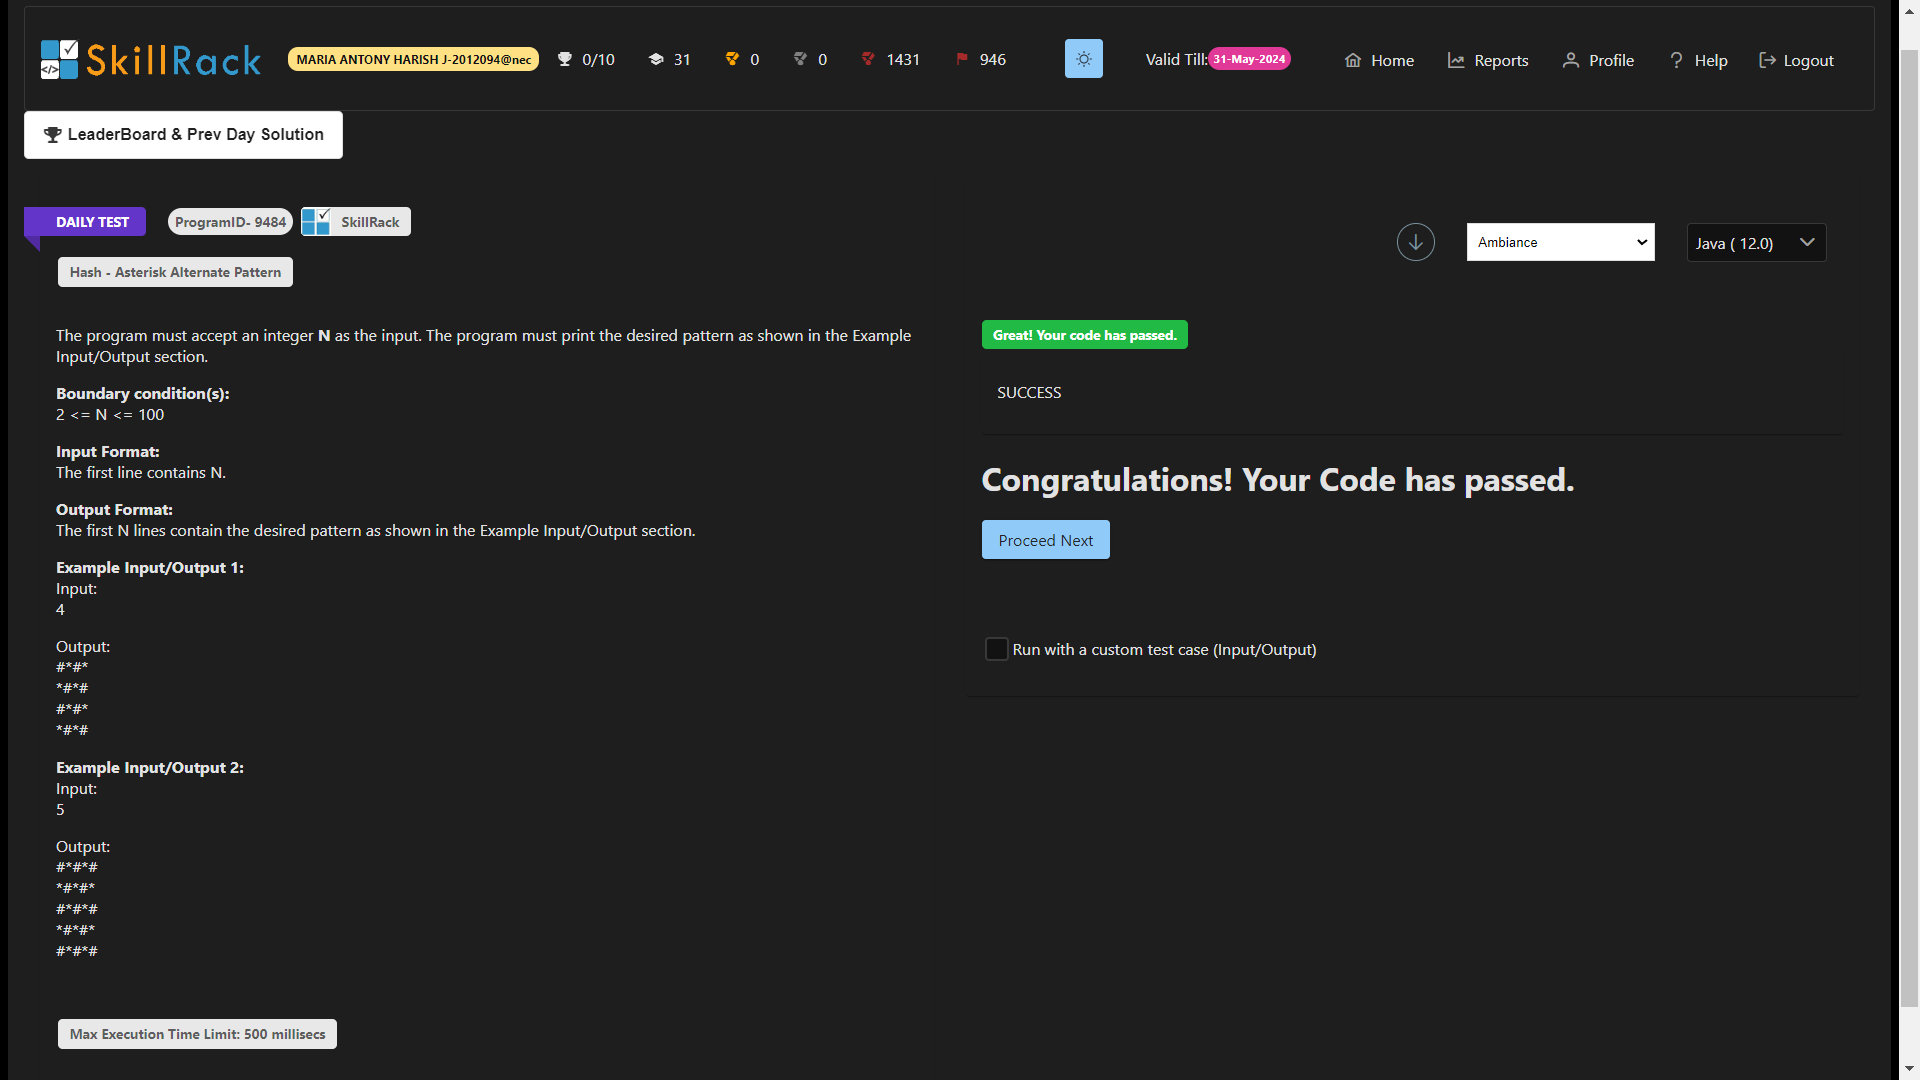 SkillRack
MARIA ANTONY HARISH J-2012094@nec
0/10
31
0
0
1431
946
Valid Till: 31-May-2024
Home
Reports
Profile
Help
Logout
LeaderBoard & Prev Day Solution
DAILY TEST
ProgramID- 9484
SkillRack
Ambiance
Java ( 12.0)
Hash - Asterisk Alternate Pattern
The program must accept an integer N as the input. The program must print the desired pattern as shown in the Example
Input/Output section.
Boundary condition(s):
2 <= N <= 100
Input Format:
The first line contains N.
Output Format:
The first N lines contain the desired pattern as shown in the Example Input/Output section.
Example Input/Output 1:
Input:
4
Output:
#*#*
*#*#
#*#*
*#*#
Example Input/Output 2:
Input:
5
Output:
#*#*#
*#*#*
#*#*#
*#*#*
#*#*#
Max Execution Time Limit: 500 millisecs
Great! Your code has passed.
SUCCESS
Congratulations! Your Code has passed.
Proceed Next
Run with a custom test case (Input/Output)